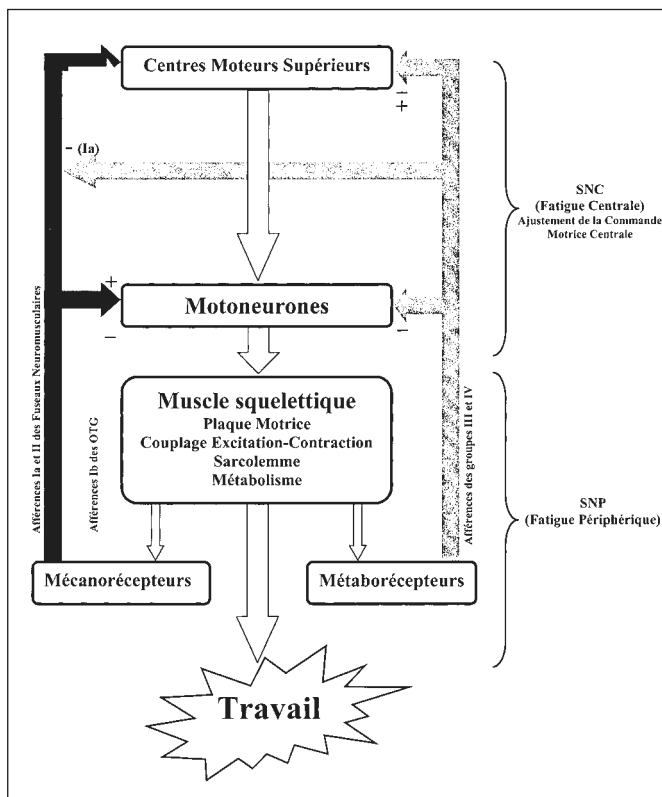 Centres Moteurs Supérieurs
–
+
- (Ia)
SNC
(Fatigue Centrale)
Ajustement de la Commande
Motrice Centrale
+
Motoneurones
–
–
Muscle squelettique
Plaque Motrice
Couplage Excitation-Contraction
Sarcolemme
Métabolisme
Afférences Ia et II des Fuseaux Neuromusculaires
Afférences Ib des OTG
Afférences des groupes III et IV
SNP
(Fatigue Périphérique)
Mécanorécepteurs
Métaborécepteurs
Travail